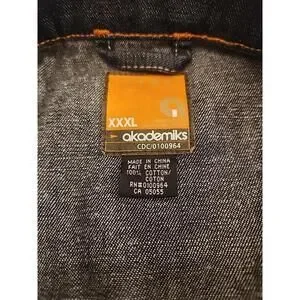 XXXL
akademiks
CDC/0100964
MADE IN CHINA
FAIT EN CHINE
100% COTTON/
COTON
RN#0100964
CA 05055